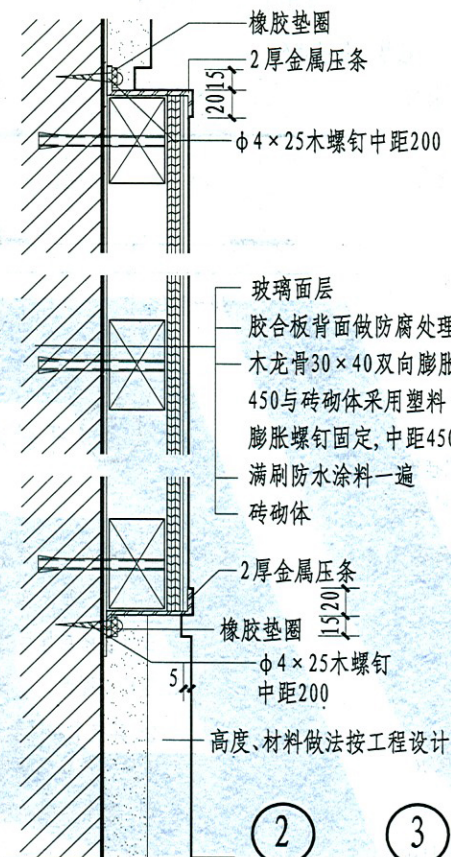 橡胶垫圈
2厚金属压条
15
20
ϕ4×25木螺钉中距200
玻璃面层
胶合板背面做防腐处理
木龙骨30×40双向膨胀
450与砖砌体采用塑料
膨胀螺钉固定,中距450
满刷防水涂料一遍
砖砌体
2厚金属压条
20
15
橡胶垫圈
ϕ4×25木螺钉
中距200
5
高度、材料做法按工程设计
2
3